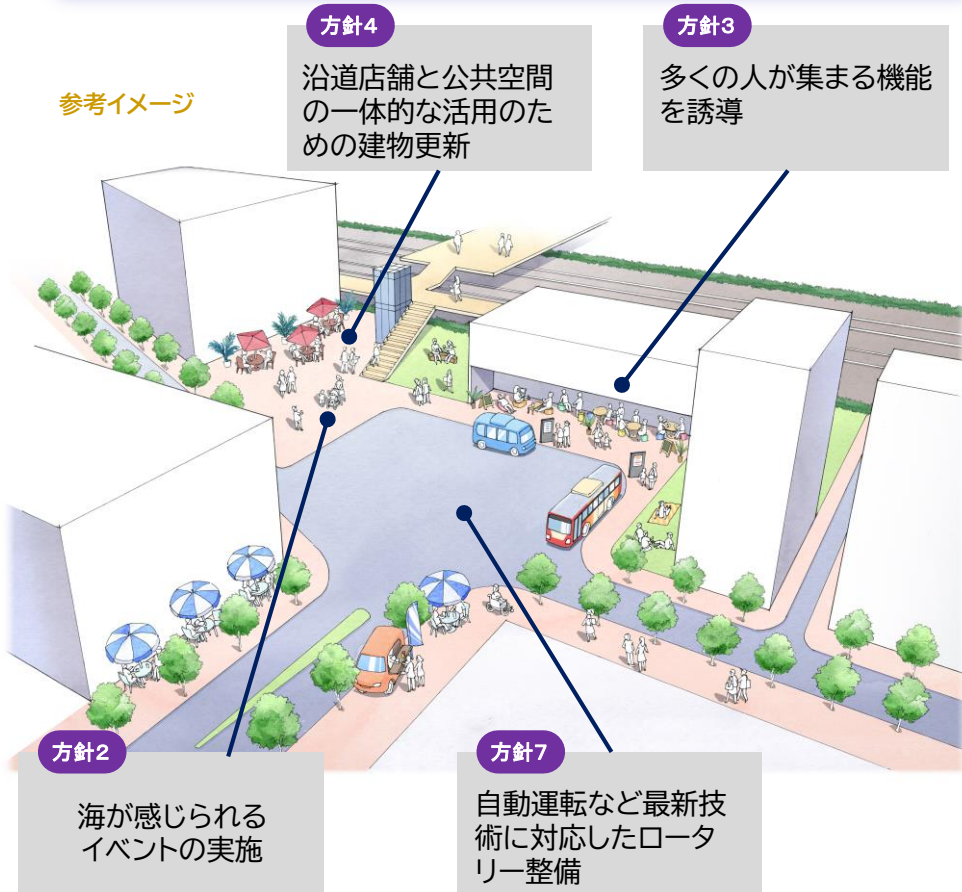 方針4
沿道店舗と公共空間
の一体的な活用のた
めの建物更新
方針3
多くの人が集まる機能
を誘導
参考イメージ
方針2
海が感じられる
イベントの実施
方針7
自動運転など最新技
術に対応したロータ
リー整備